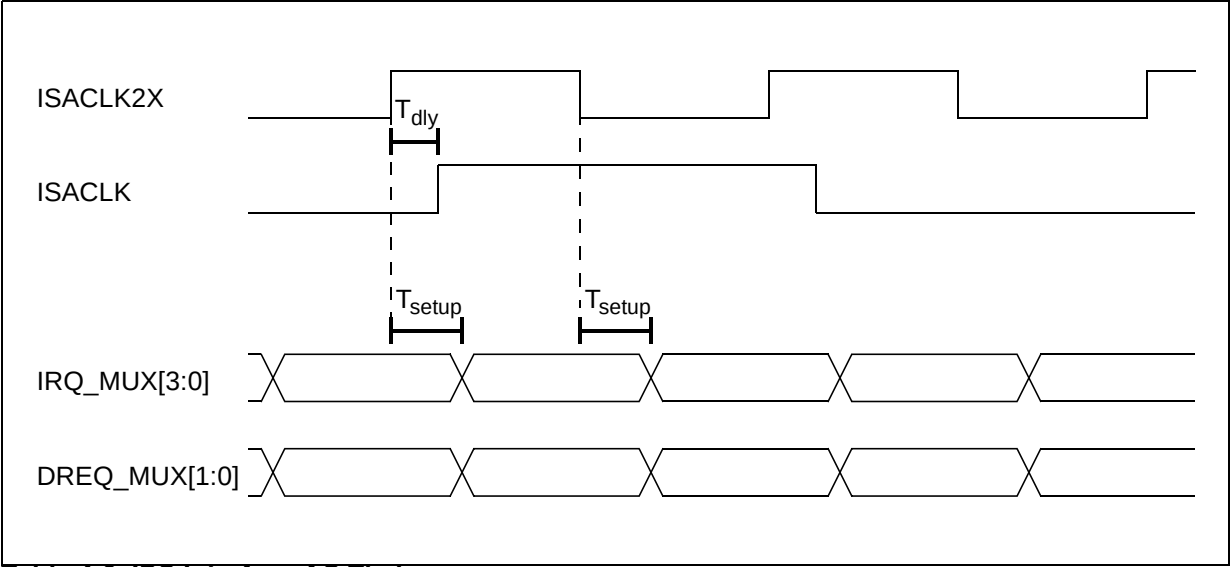 ISACLK2X
Tdly
ISACLK
Tsetup Tsetup
IRQ_MUX[3:0]
DREQ_MUX[1:0]